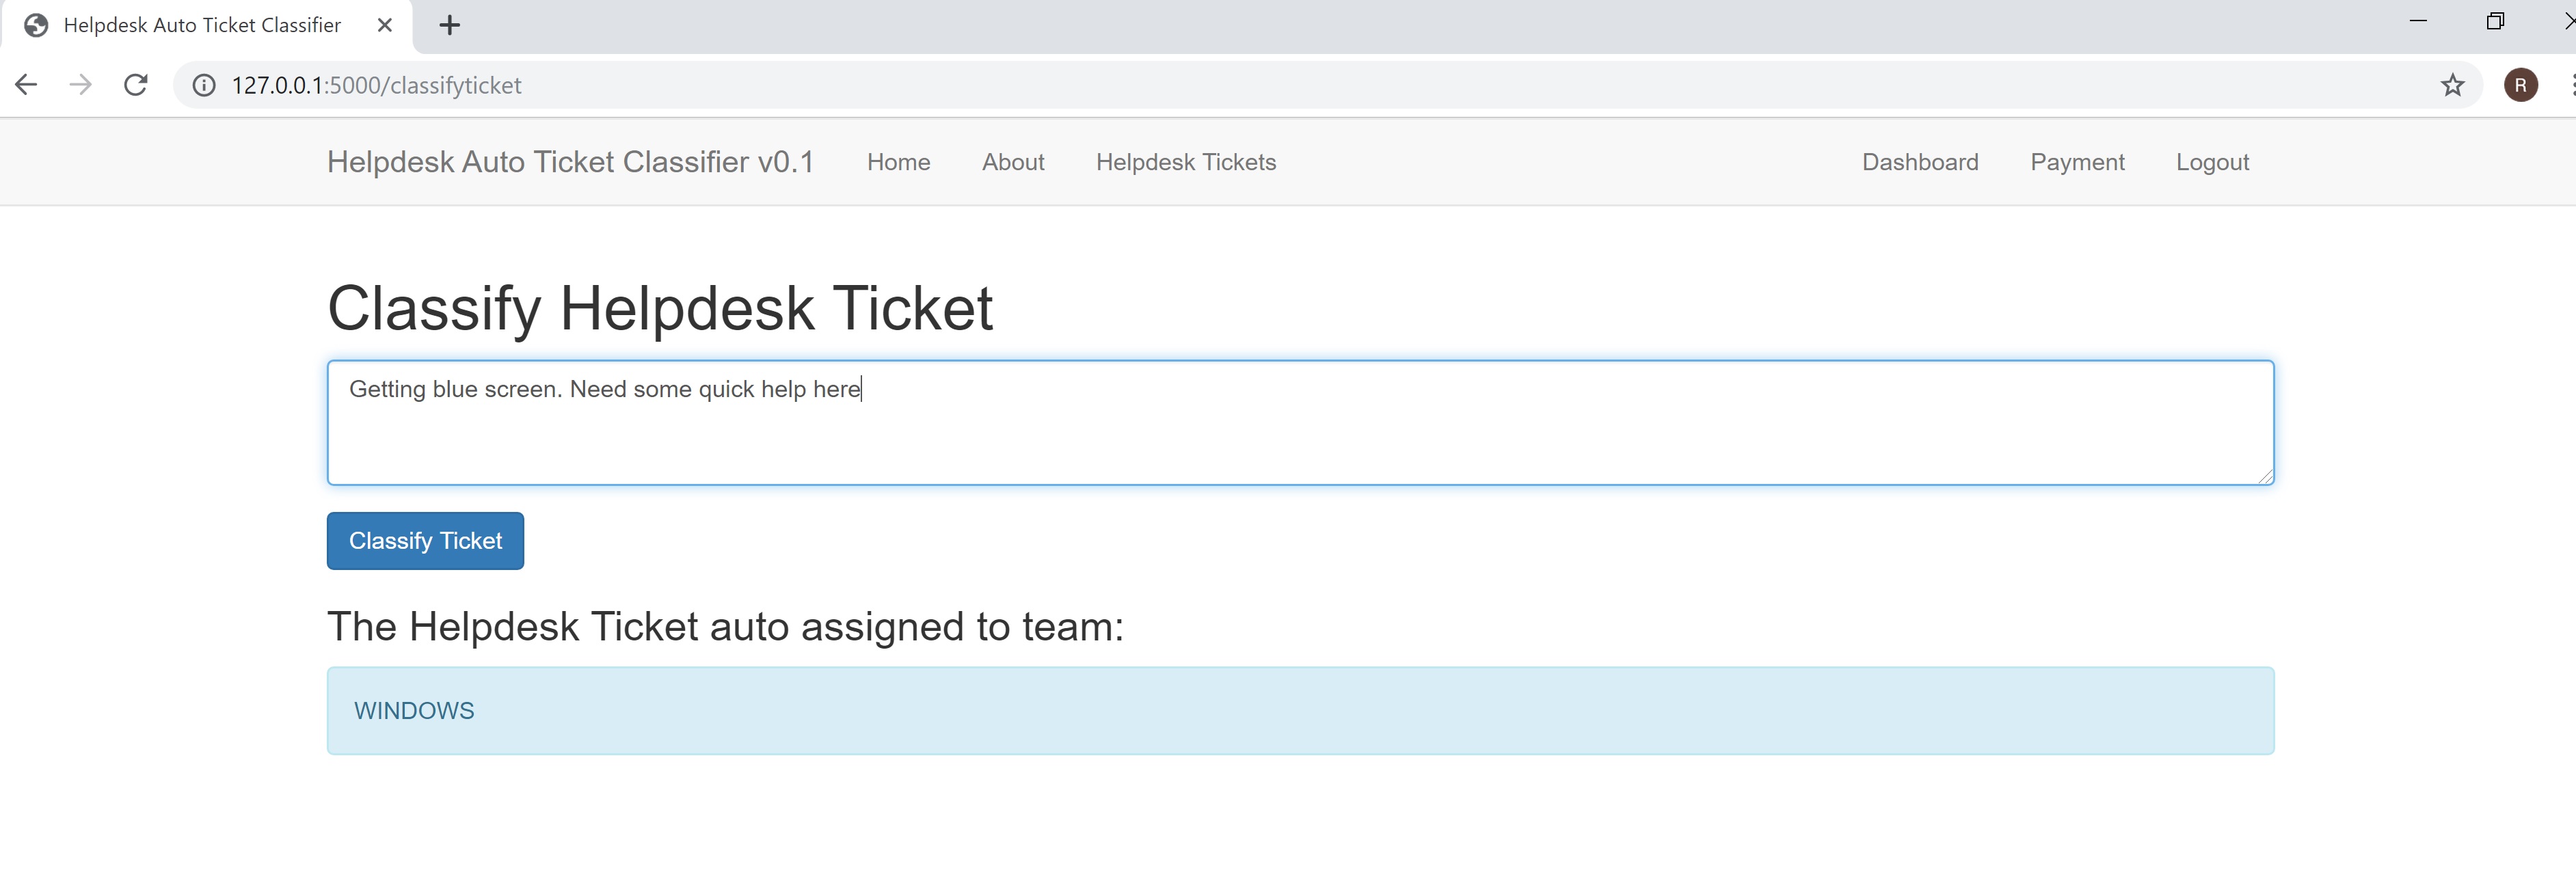 Helpdesk Auto Ticket Classifier
127.0.0.1:5000/classifyticket
R
Helpdesk Auto Ticket Classifier v0.1 Home About Helpdesk Tickets Dashboard Payment Logout
Classify Helpdesk Ticket
Getting blue screen. Need some quick help here
Classify Ticket
The Helpdesk Ticket auto assigned to team:
WINDOWS